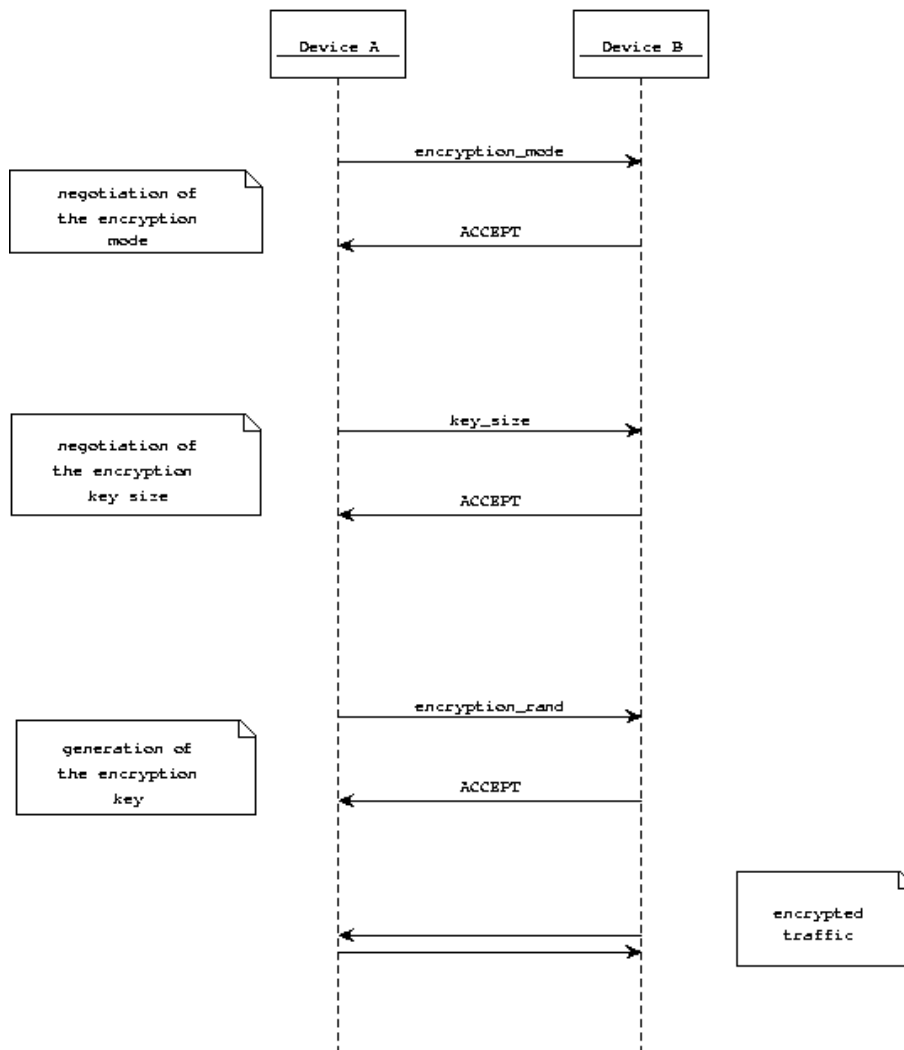 Device A
Device B
encryption_mode
negotiation of
the encryption
mode
ACCEPT
key_size
negotiation of
the encryption
key size
ACCEPT
encryption_rand
generation of
the encryption
key
ACCEPT
encrypted
traffic